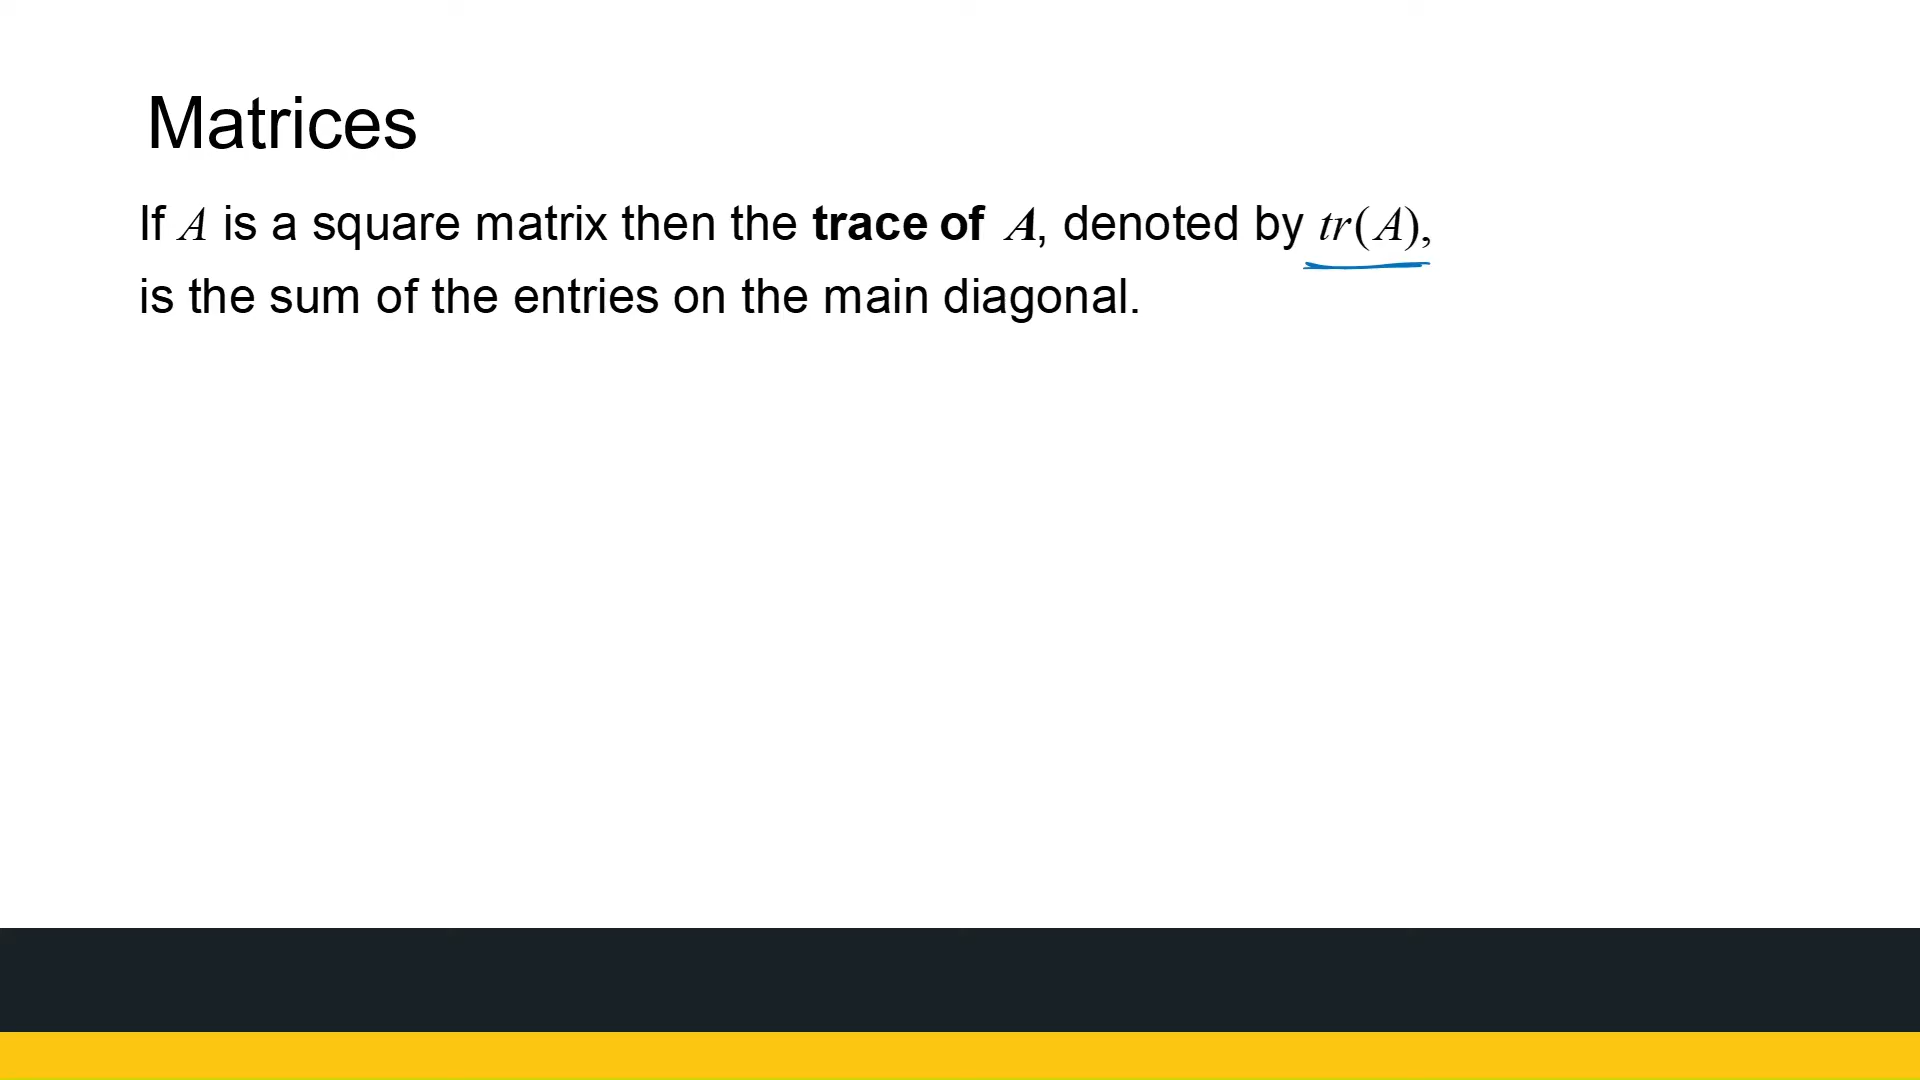 Matrices
If A is a square matrix then the trace of A, denoted by tr(A),
is the sum of the entries on the main diagonal.